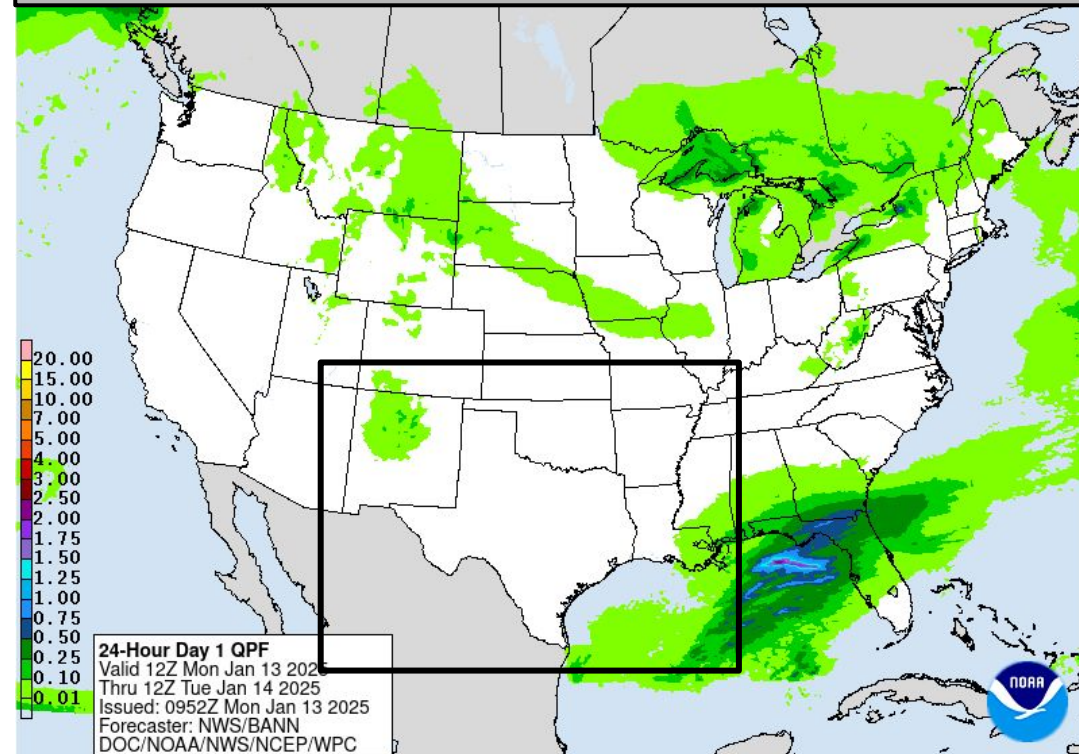 20.00
15.00
10.00
7.00
5.00
4.00
3.00
2.50
2.00
1.75
1.50
1.25
1.00
0.75
0.50
0.25
0.10
0.01
24-Hour Day 1 QPF
Valid 12Z Mon Jan 13 2025
Thru 12Z Tue Jan 14 2025
Issued: 0952Z Mon Jan 13 2025
Forecaster: NWS/BANN
DOC/NOAA/NWS/NCEP/WPC
NOAA